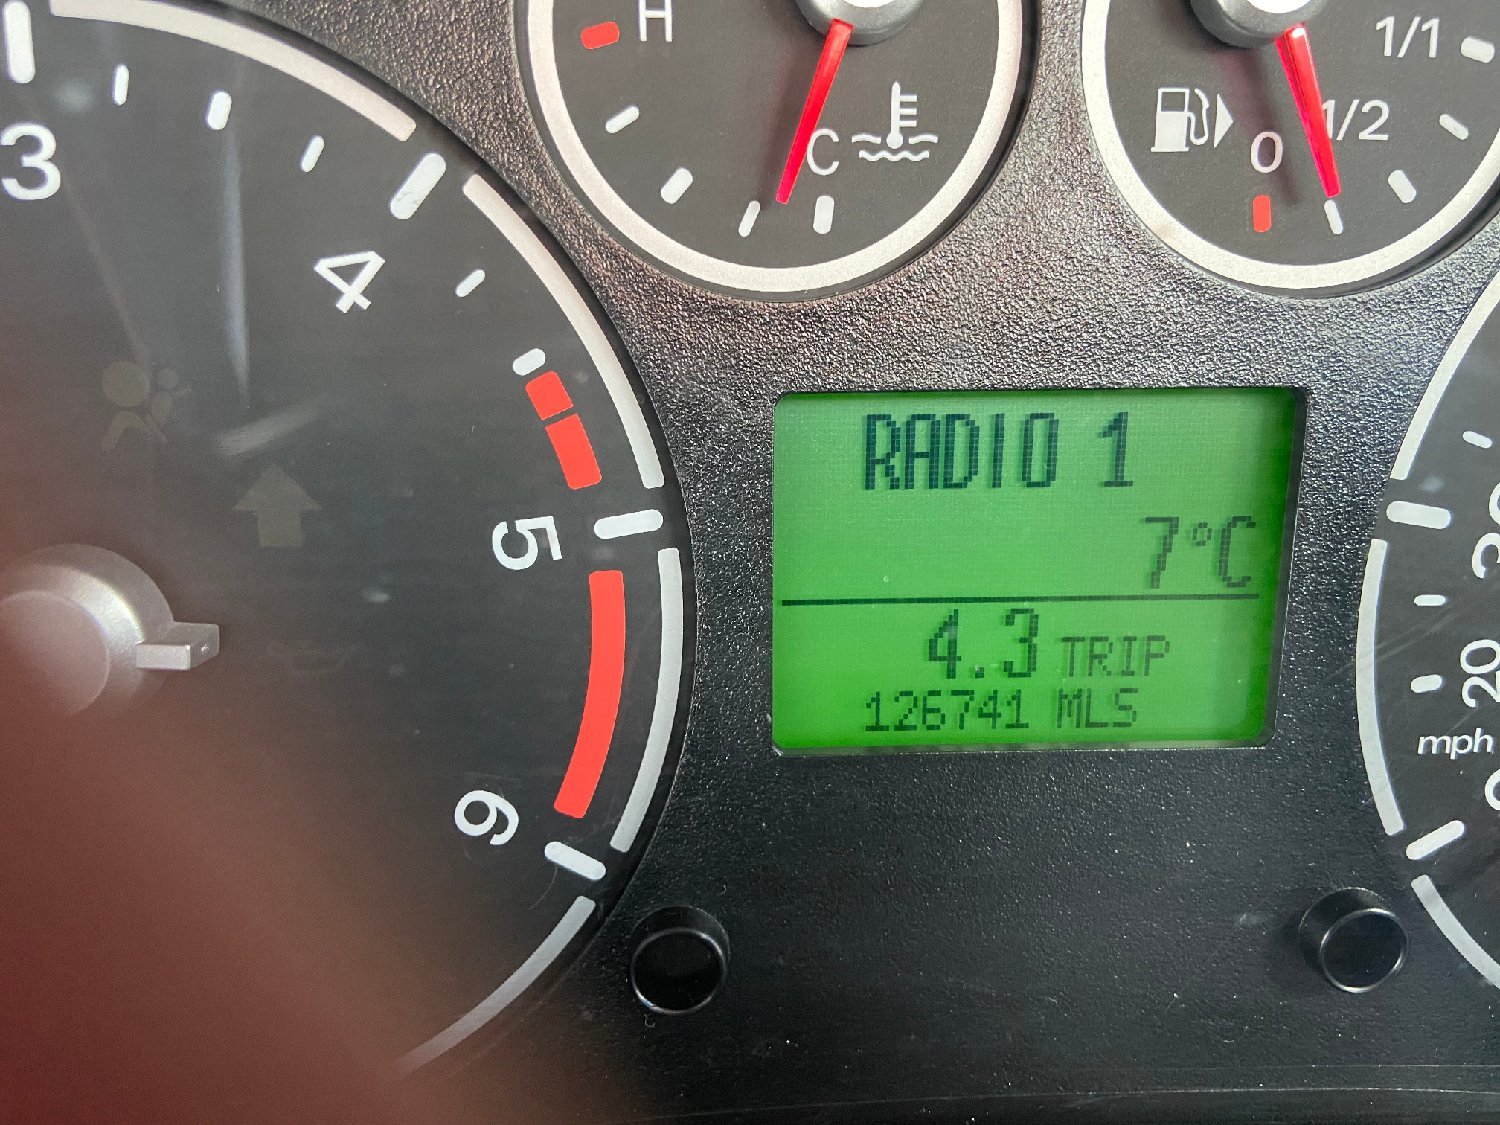 H
C
1/1
1/2
0
3
4
5
6
RADIO 1
7°C
4.3 TRIP
126741 MLS
20
mph